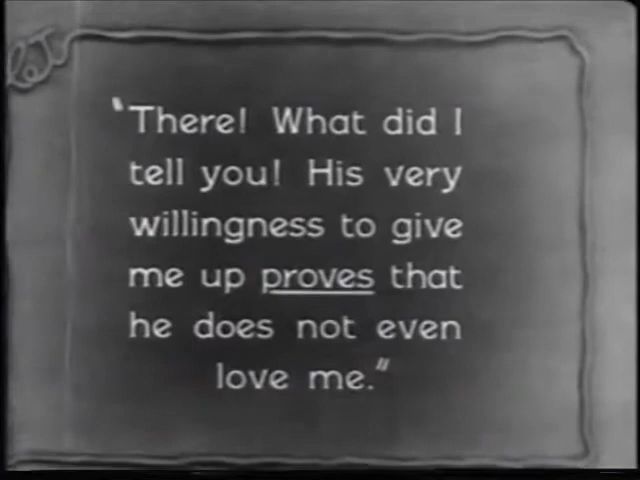 "There! What did I
tell you! His very
willingness to give
me up proves that
he does not even
love me."